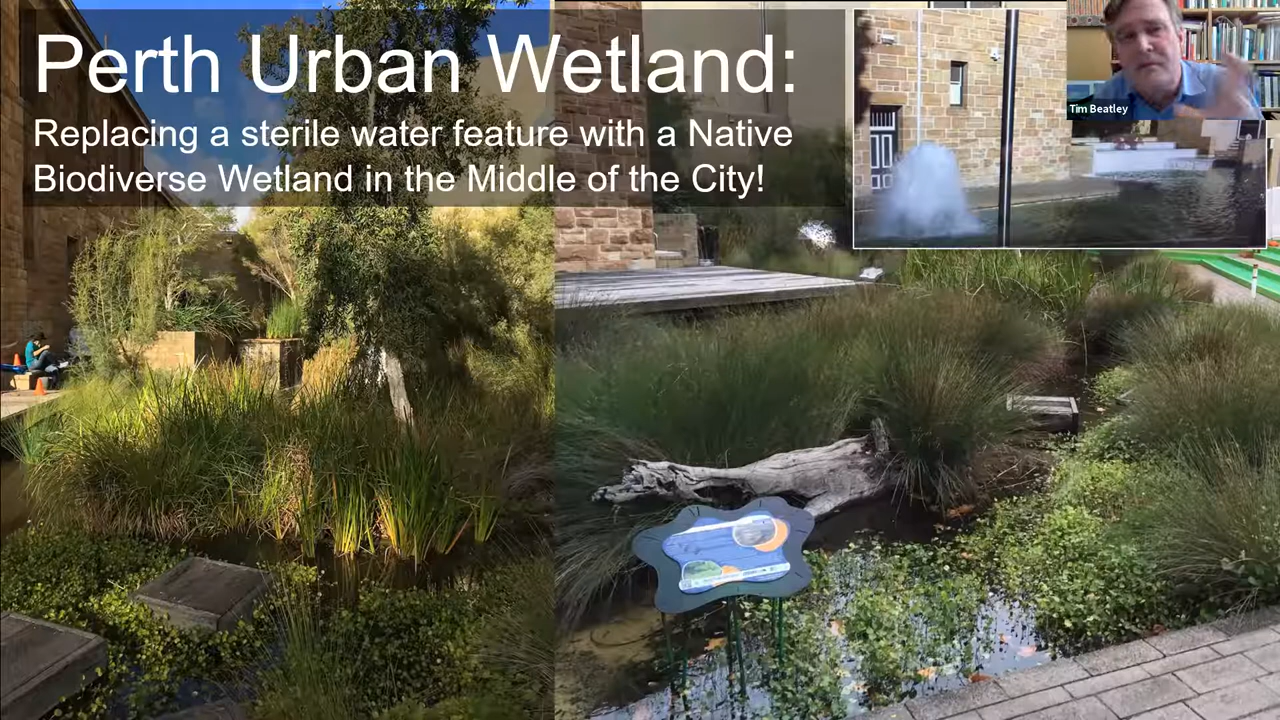 Perth Urban Wetland:
Replacing a sterile water feature with a Native
Biodiverse Wetland in the Middle of the City!
Tim Beatley